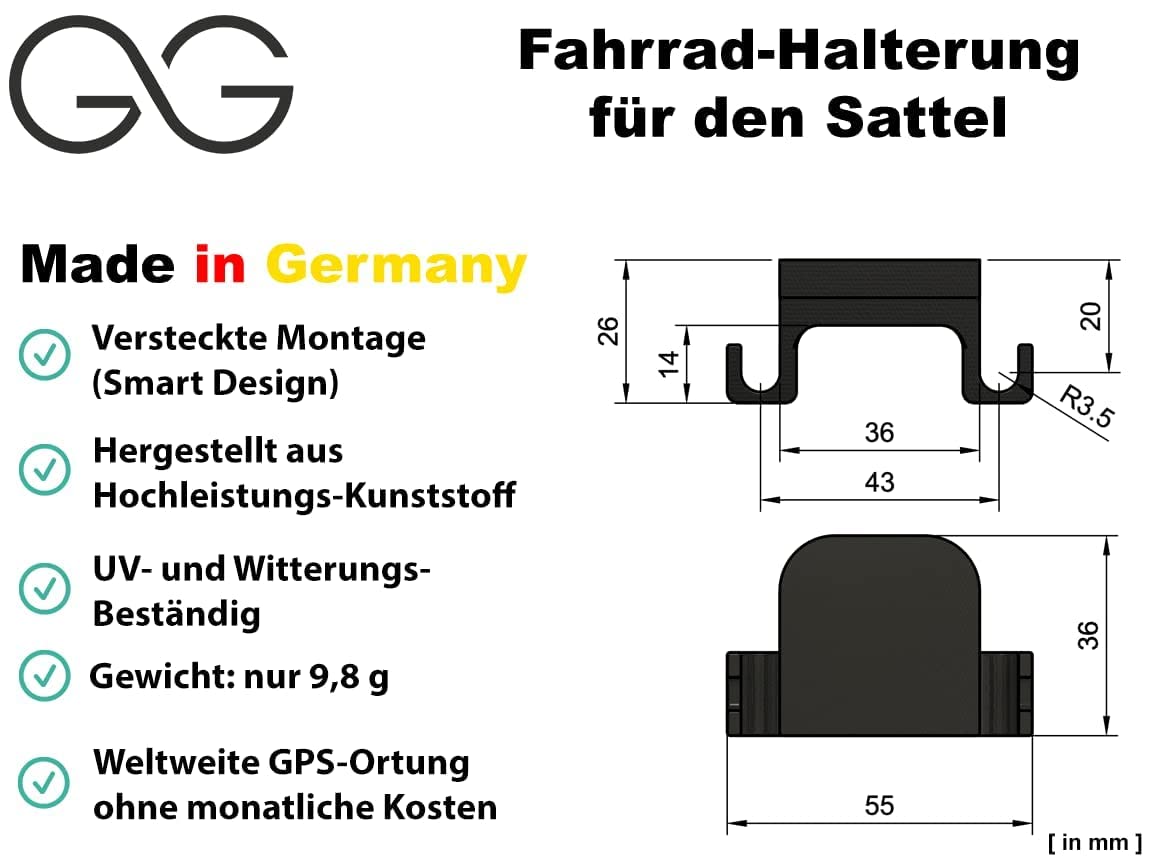 GG
Fahrrad-Halterung
für den Sattel
Made in Germany
Versteckte Montage
(Smart Design)
Hergestellt aus
Hochleistungs-Kunststoff
UV- und Witterungs-
Beständig
Gewicht: nur 9,8 g
Weltweite GPS-Ortung
ohne monatliche Kosten
26
14
20
R3.5
36
43
36
55
[ in mm ]